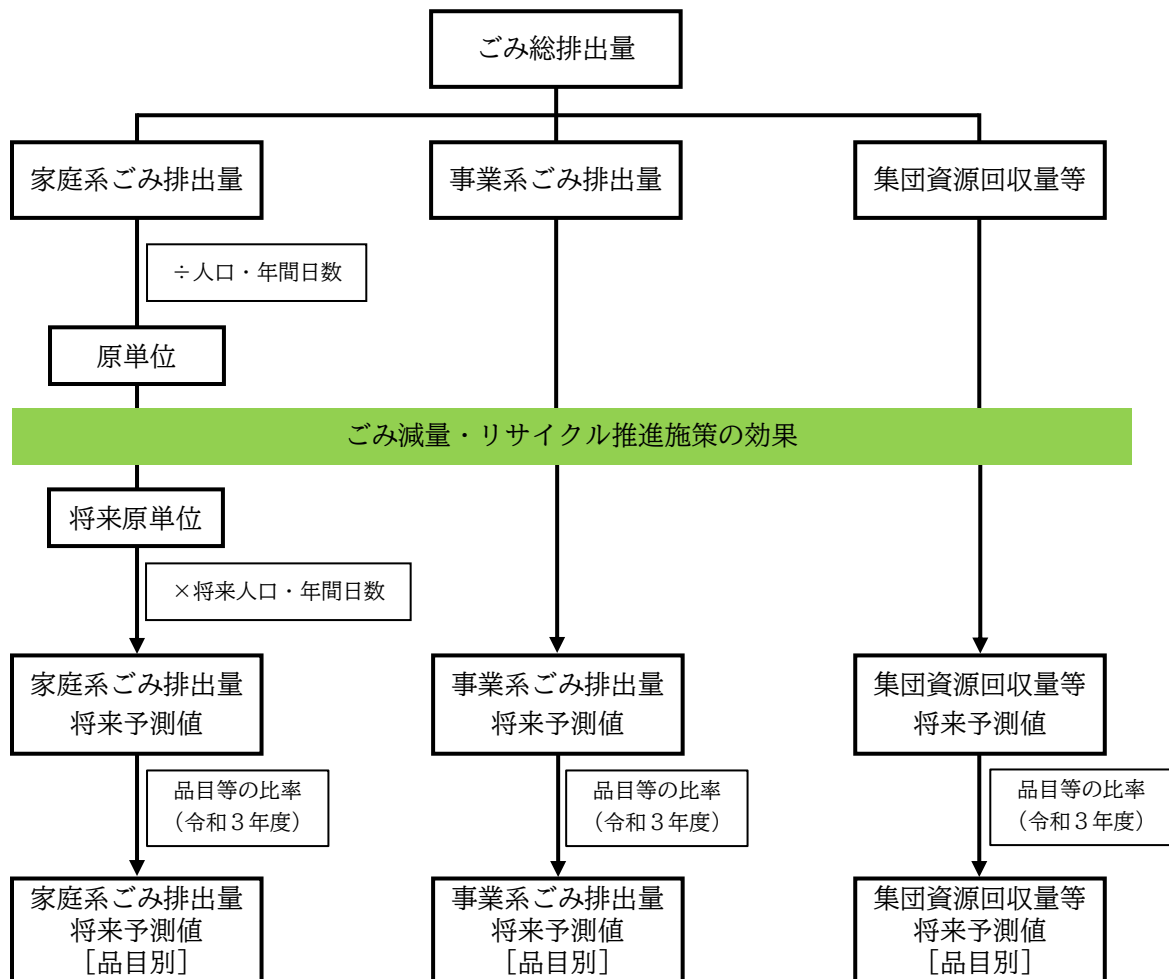 ごみ総排出量
家庭系ごみ排出量
事業系ごみ排出量
集団資源回収量等
÷人口・年間日数
原単位
ごみ減量・リサイクル推進施策の効果
将来原単位
×将来人口・年間日数
家庭系ごみ排出量
将来予測値
事業系ごみ排出量
将来予測値
集団資源回収量等
将来予測値
品目等の比率
（令和３年度）
品目等の比率
（令和３年度）
品目等の比率
（令和３年度）
家庭系ごみ排出量
将来予測値
［品目別］
事業系ごみ排出量
将来予測値
［品目別］
集団資源回収量等
将来予測値
［品目別］